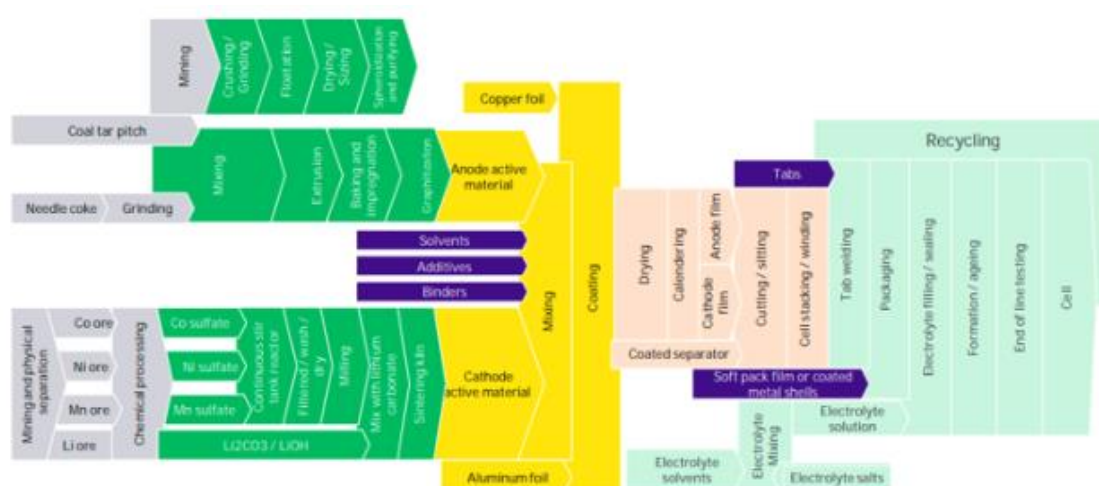 Mining
Crushing /
Grinding
Floatation
Drying /
Sizing
Spheroidization
and purifying
Coal tar pitch
Needle coke
Grinding
Mixing
Extrusion
Baking and
impregnation
Graphitization
Anode active
material
Copper foil
Solvents
Additives
Binders
Mining and physical
separation
Co ore
Ni ore
Mn ore
Li ore
Chemical processing
Co sulfate
Ni sulfate
Mn sulfate
Li2CO3 / LiOH
Continuous stir
tank reactor
Filtered / wash /
dry
Milling
Mix with lithium
carbonate
Sintering kiln
Cathode
active material
Aluminum foil
Mixing
Coating
Drying
Calendering
Anode film
Cathode
film
Coated separator
Cutting / sitting
Cell stacking / winding
Tabs
Soft pack film or coated
metal shells
Recycling
Tab welding
Packaging
Electrolyte filling / sealing
Formation / ageing
End of line testing
Cell
Electrolyte
solution
Electrolyte
Mixing
Electrolyte
solvents
Electrolyte salts